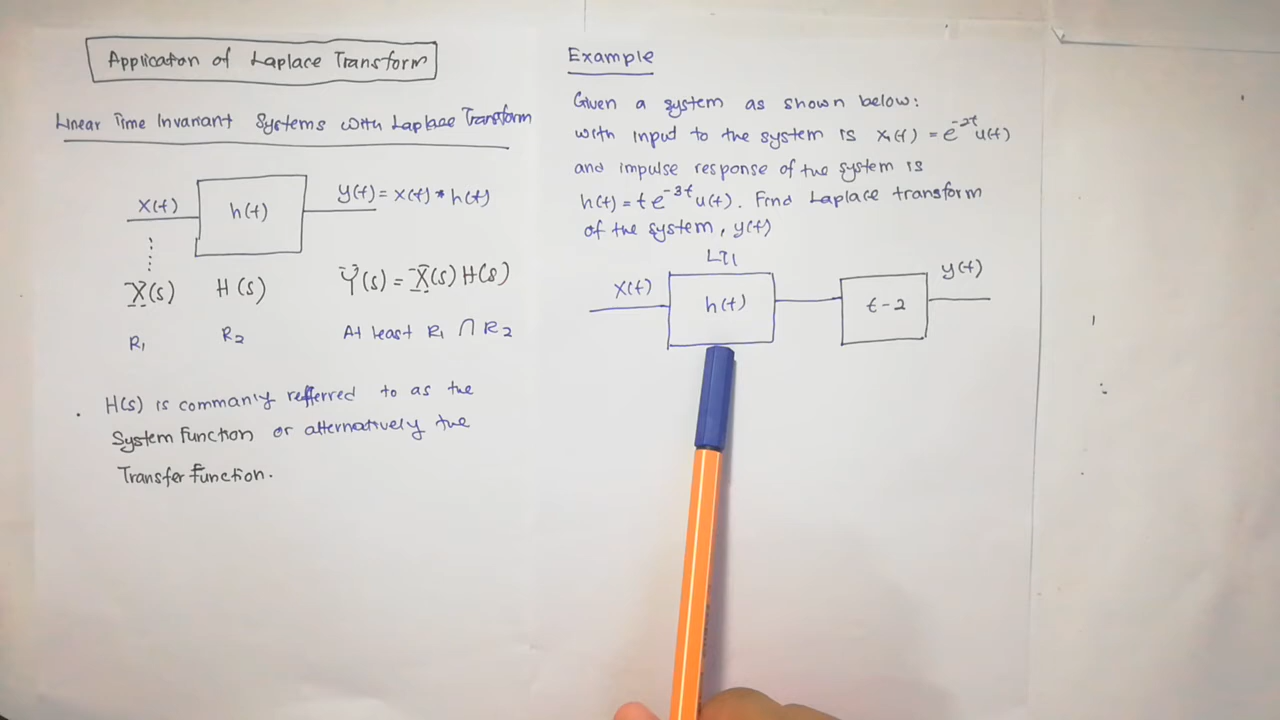 Application of Laplace Transform
Linear Time Invariant Systems with Laplace Transform
x(t)
h(t)
y(t) = x(t) * h(t)
X(s) H(s) Y(s) = X(s) H(s)
R₁ R₂ At least R₁ ∩ R₂
• H(s) is commanly refferred to as the
System Function or alternatively the
Transfer Function.
Example
Given a system as shown below:
with input to the system is x(t) = e^-2t u(t)
and impulse response of the system is
h(t) = t e^-3t u(t). Find Laplace transform
of the system, y(t)
LTI
x(t)
h(t)
t-2
y(t)